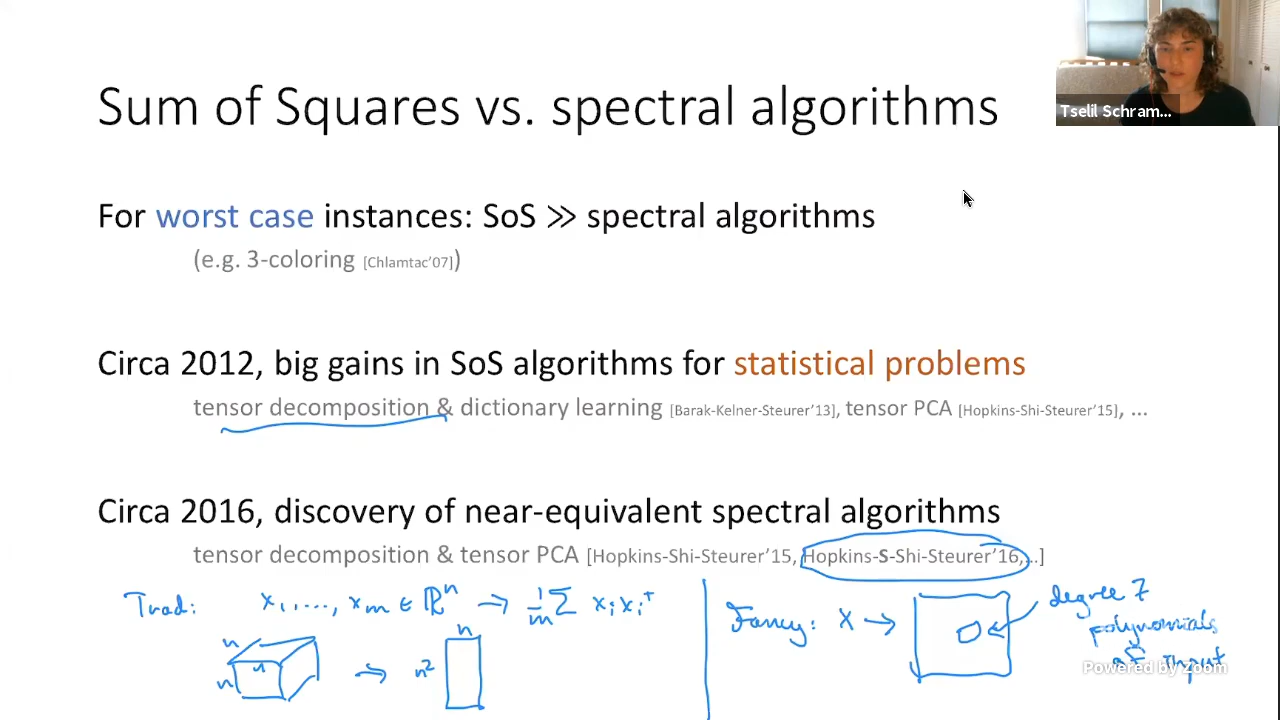 Sum of Squares vs. spectral algorithms
Tselil Schram...
For worst case instances: SoS ≫ spectral algorithms
(e.g. 3-coloring [Chlamtac’07])
Circa 2012, big gains in SoS algorithms for statistical problems
tensor decomposition & dictionary learning [Barak-Kelner-Steurer’13], tensor PCA [Hopkins-Shi-Steurer’15], ...
Circa 2016, discovery of near-equivalent spectral algorithms
tensor decomposition & tensor PCA [Hopkins-Shi-Steurer’15, Hopkins-S-Shi-Steurer’16,...]
Trad: x₁,..., xₘ ∈ ℝⁿ → 1/m Σ xᵢxᵢᵀ
n
n
n
→
n²
n
Fancy: X →
degree 7
polynomials
of input
Powered by Zoom